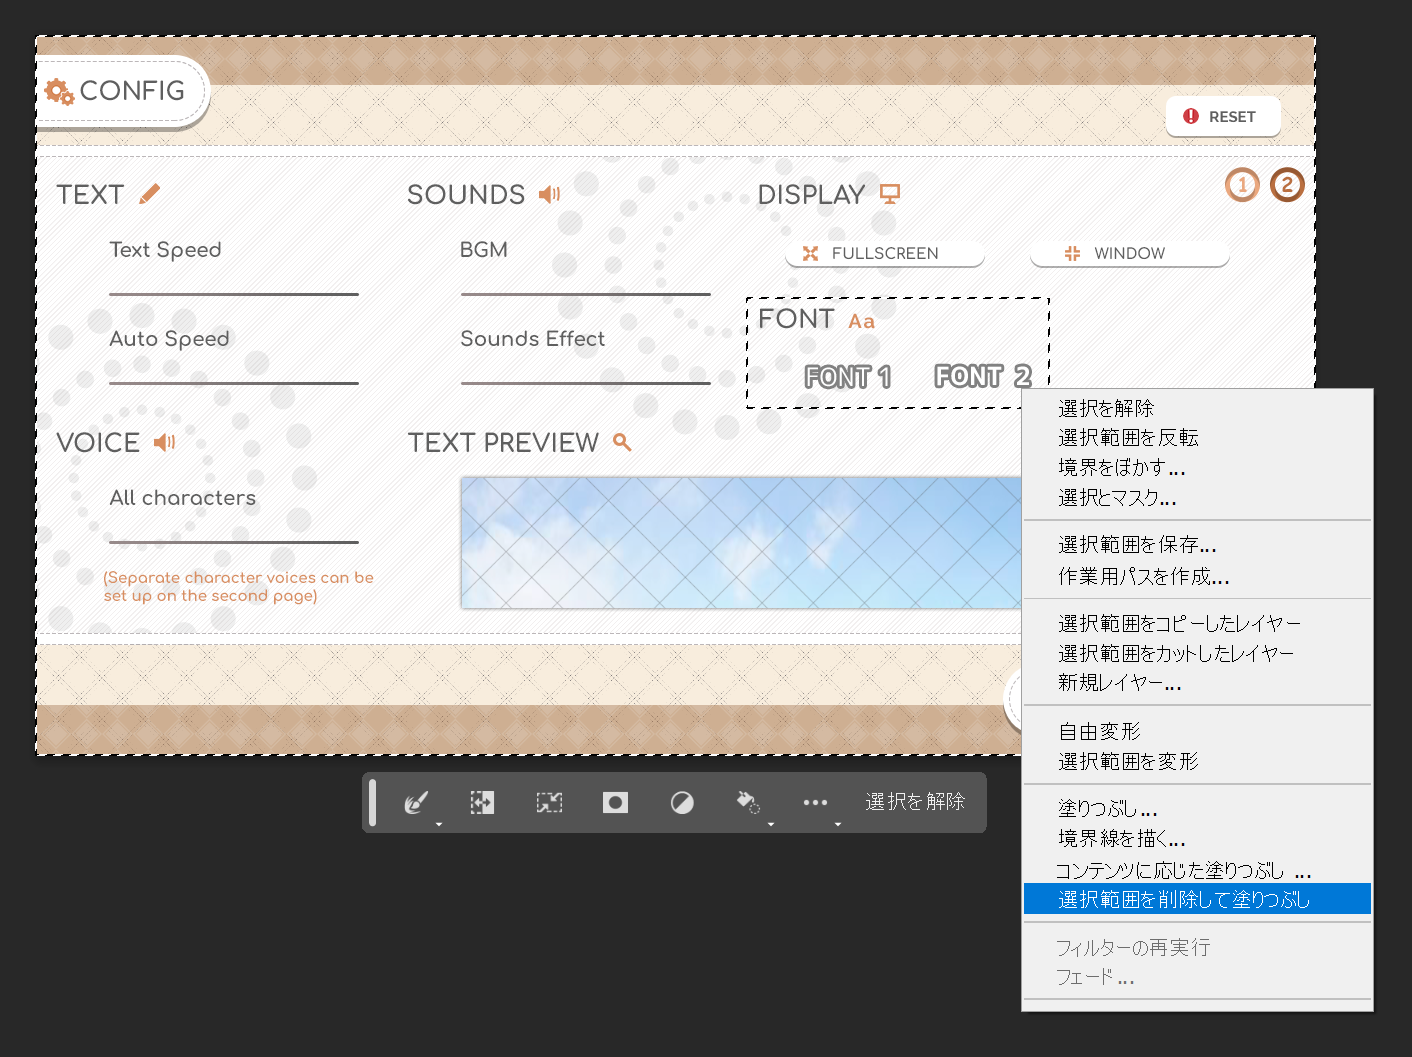 CONFIG
RESET
TEXT
SOUNDS
DISPLAY
1
2
Text Speed
BGM
FULLSCREEN
WINDOW
FONT Aa
Auto Speed
Sounds Effect
FONT 1
FONT 2
VOICE
TEXT PREVIEW
All characters
(Separate character voices can be
set up on the second page)
選択を解除
選択を解除
選択範囲を反転
境界をぼかす...
選択とマスク...
選択範囲を保存...
作業用パスを作成...
選択範囲をコピーしたレイヤー
選択範囲をカットしたレイヤー
新規レイヤー...
自由変形
選択範囲を変形
塗りつぶし...
境界線を描く...
コンテンツに応じた塗りつぶし ...
選択範囲を削除して塗りつぶし
フィルターの再実行
フェード...